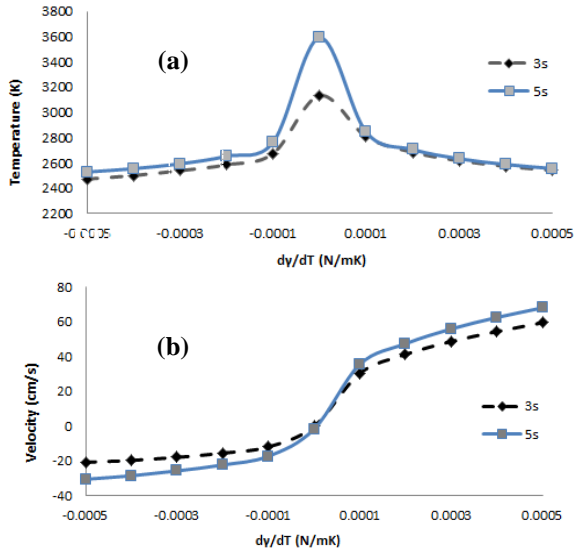 3800
3600
3400
3200
3000
2800
2600
2400
2200
Temperature (K)
(a)
3s
5s
-0.0005 -0.0003 -0.0001 0.0001 0.0003 0.0005
dy/dT (N/mK)
80
60
40
20
0
-20
-40
Velocity (cm/s)
(b)
3s
5s
-0.0005 -0.0003 -0.0001 0.0001 0.0003 0.0005
dy/dT (N/mK)